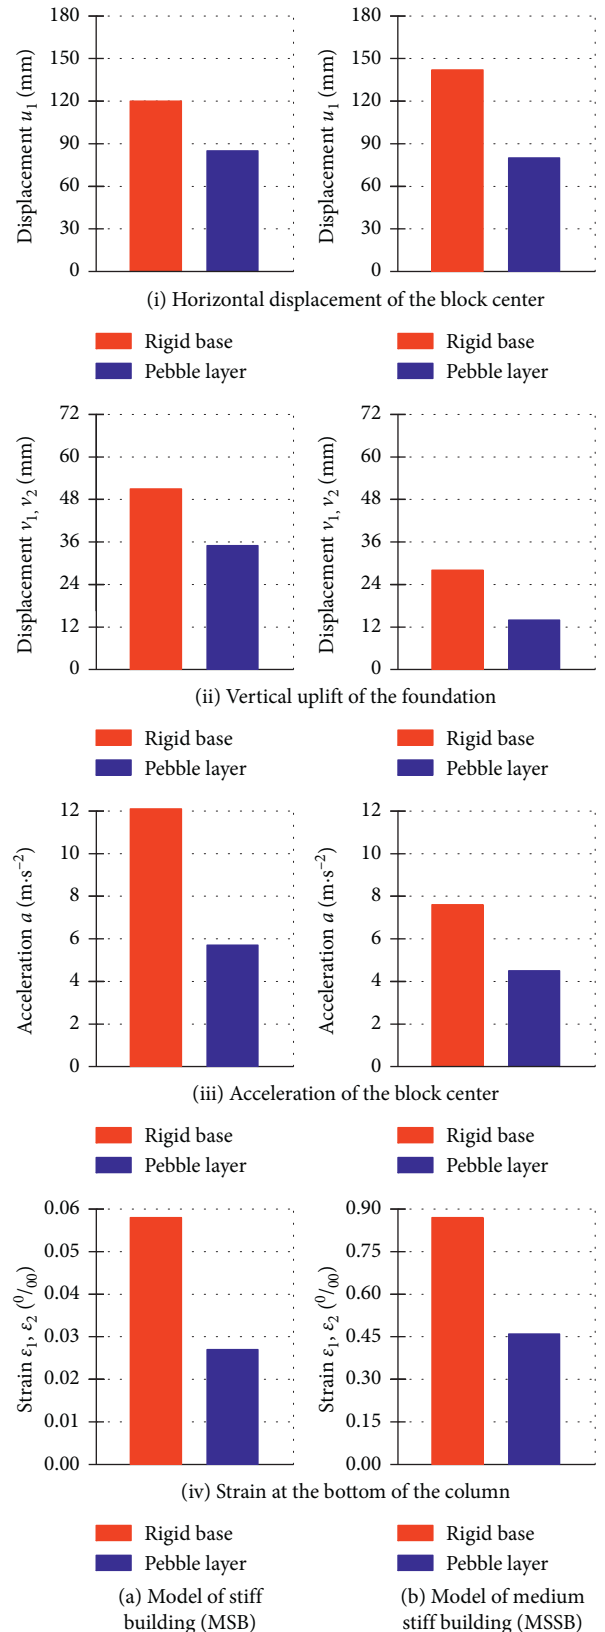 Displacement u₁ (mm)
180
150
120
90
60
30
0
Displacement u₁ (mm)
180
150
120
90
60
30
0
(i) Horizontal displacement of the block center
Rigid base
Pebble layer
Rigid base
Pebble layer
Displacement v₁, v₂ (mm)
72
60
48
36
24
12
0
Displacement v₁, v₂ (mm)
72
60
48
36
24
12
0
(ii) Vertical uplift of the foundation
Rigid base
Pebble layer
Rigid base
Pebble layer
Acceleration a (m·s⁻²)
12
10
8
6
4
2
0
Acceleration a (m·s⁻²)
12
10
8
6
4
2
0
(iii) Acceleration of the block center
Rigid base
Pebble layer
Rigid base
Pebble layer
Strain ε₁, ε₂ (⁰/₀₀)
0.06
0.05
0.04
0.03
0.02
0.01
0.00
Strain ε₁, ε₂ (⁰/₀₀)
0.90
0.75
0.60
0.45
0.30
0.15
0.00
(iv) Strain at the bottom of the column
Rigid base
Pebble layer
(a) Model of stiff
building (MSB)
Rigid base
Pebble layer
(b) Model of medium
stiff building (MSSB)